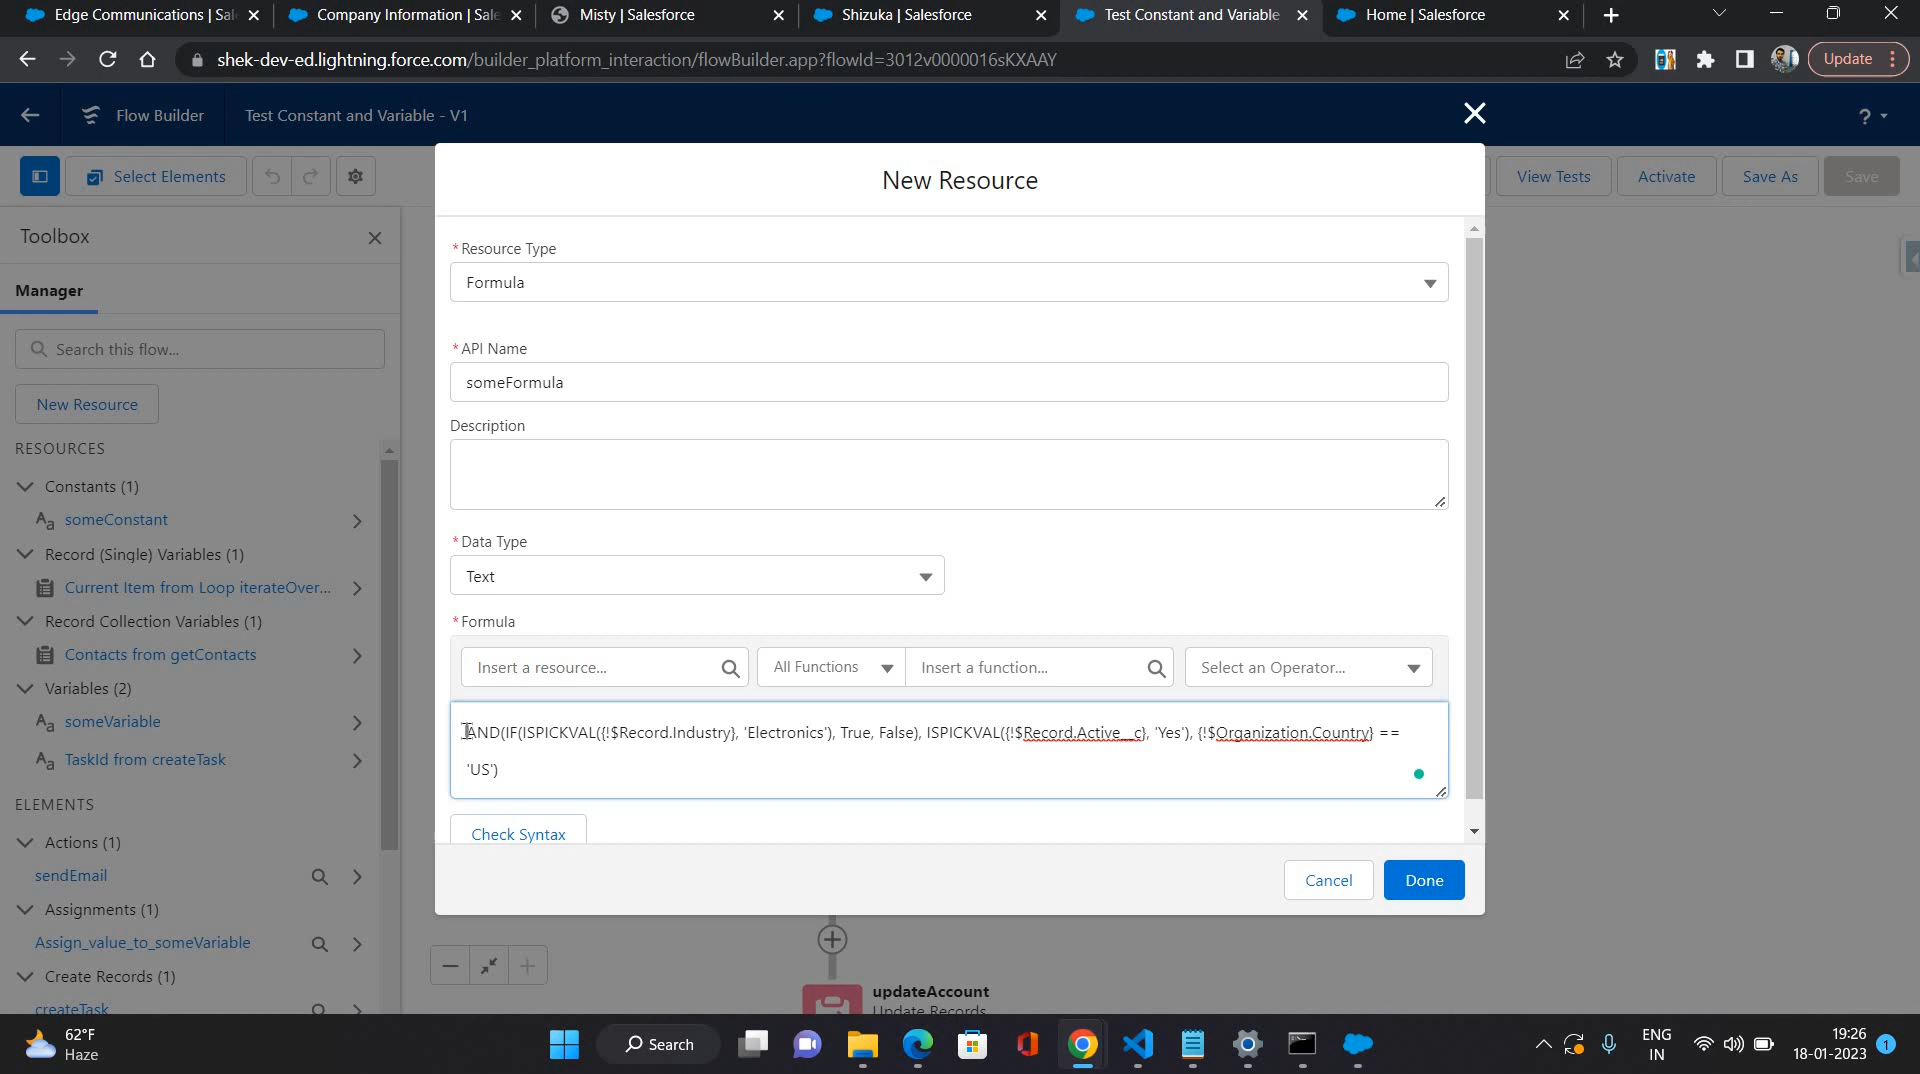 Edge Communications | Sal
Company Information | Sale
Misty | Salesforce
Shizuka | Salesforce
Test Constant and Variable
Home | Salesforce
shek-dev-ed.lightning.force.com/builder_platform_interaction/flowBuilder.app?flowId=3012v0000016sKXAAY
Update
Flow Builder
Test Constant and Variable - V1
?
Select Elements
View Tests
Activate
Save As
Save
Toolbox
Manager
Search this flow...
New Resource
RESOURCES
Constants (1)
someConstant
Record (Single) Variables (1)
Current Item from Loop iterateOver...
Record Collection Variables (1)
Contacts from getContacts
Variables (2)
someVariable
TaskId from createTask
ELEMENTS
Actions (1)
sendEmail
Assignments (1)
Assign_value_to_someVariable
Create Records (1)
createTask
New Resource
*Resource Type
Formula
*API Name
someFormula
Description
*Data Type
Text
*Formula
Insert a resource...
All Functions
Insert a function...
Select an Operator...
AND(IF(ISPICKVAL({!$Record.Industry}, 'Electronics'), True, False), ISPICKVAL({!$Record.Active__c}, 'Yes'), {!$Organization.Country} ==
'US')
Check Syntax
Cancel
Done
updateAccount
Update Records
62°F
Haze
Search
ENG
IN
19:26
18-01-2023
1